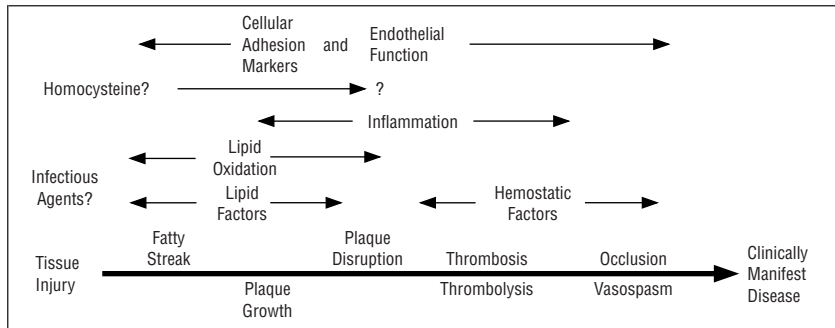 Cellular
Adhesion and
Markers
Endothelial
Function
Homocysteine?
?
Inflammation
Lipid
Oxidation
Infectious
Agents?
Lipid
Factors
Hemostatic
Factors
Tissue
Injury
Fatty
Streak
Plaque
Growth
Plaque
Disruption
Thrombosis
Thrombolysis
Occlusion
Vasospasm
Clinically
Manifest
Disease